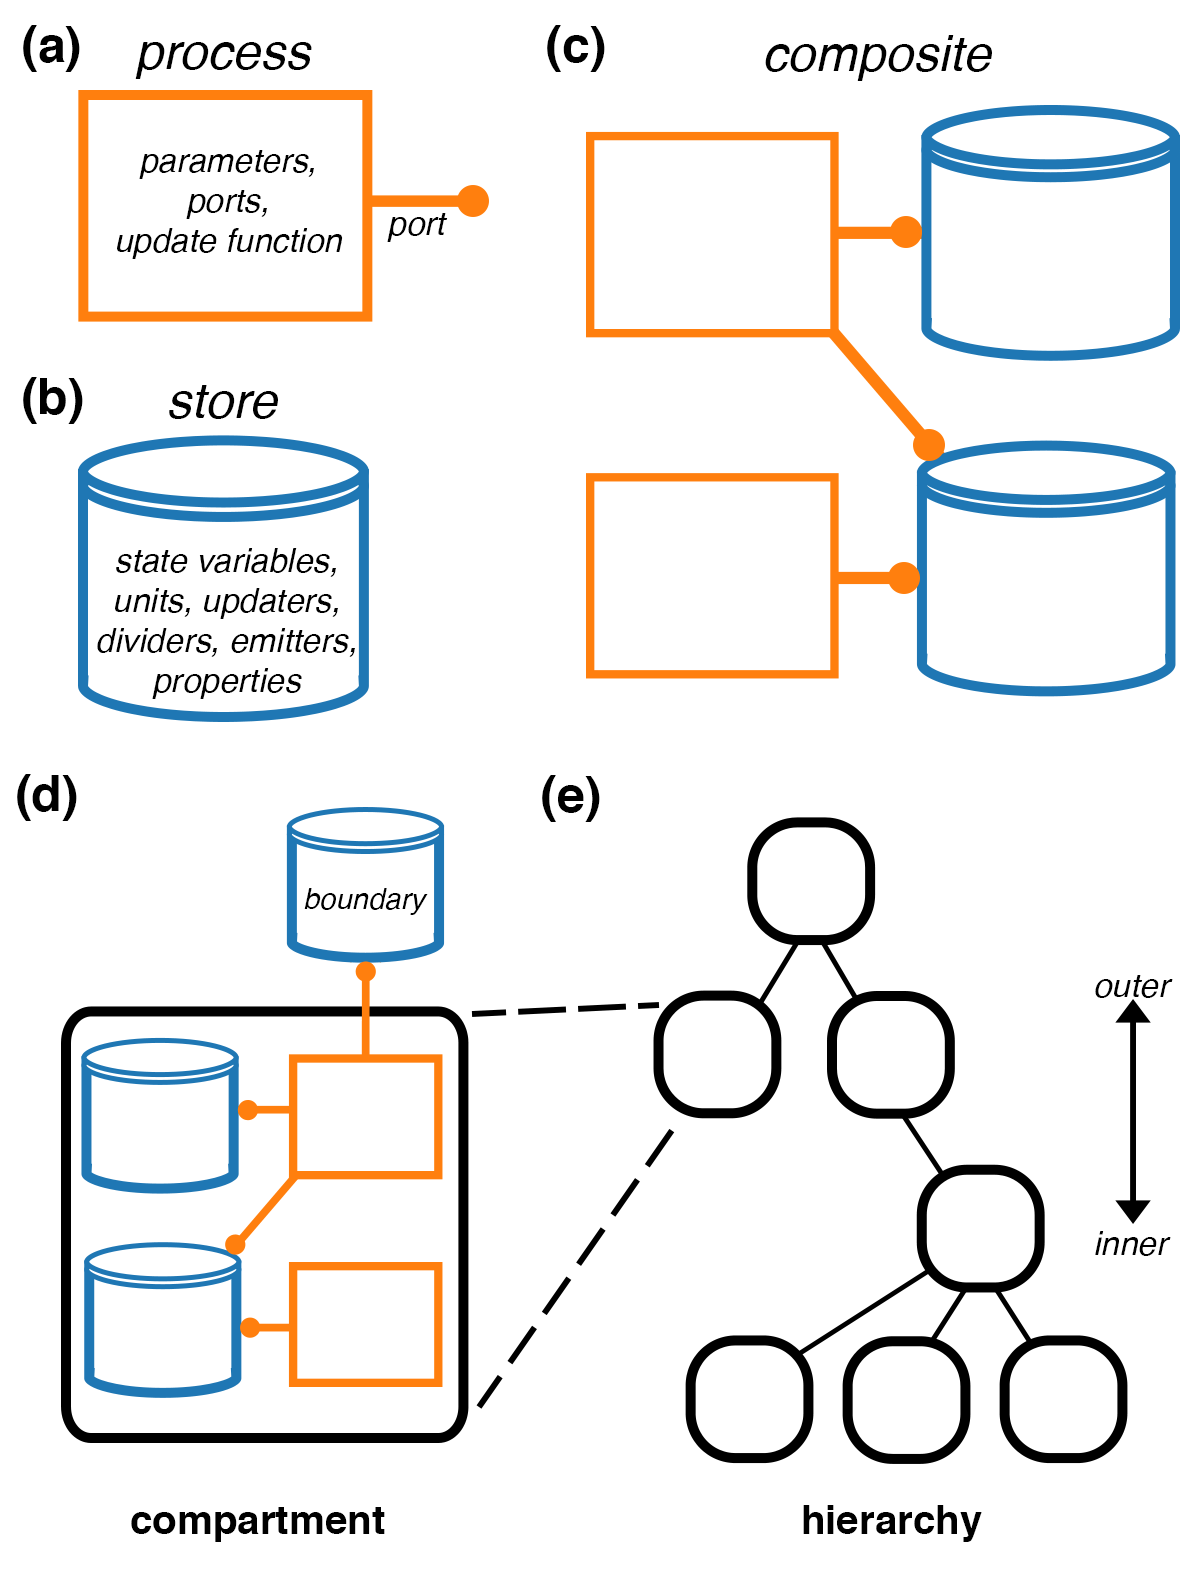 (a)
process
parameters,
ports,
update function
port
(b)
store
state variables,
units, updaters,
dividers, emitters,
properties
(c)
composite
(d)
boundary
compartment
(e)
outer
inner
hierarchy